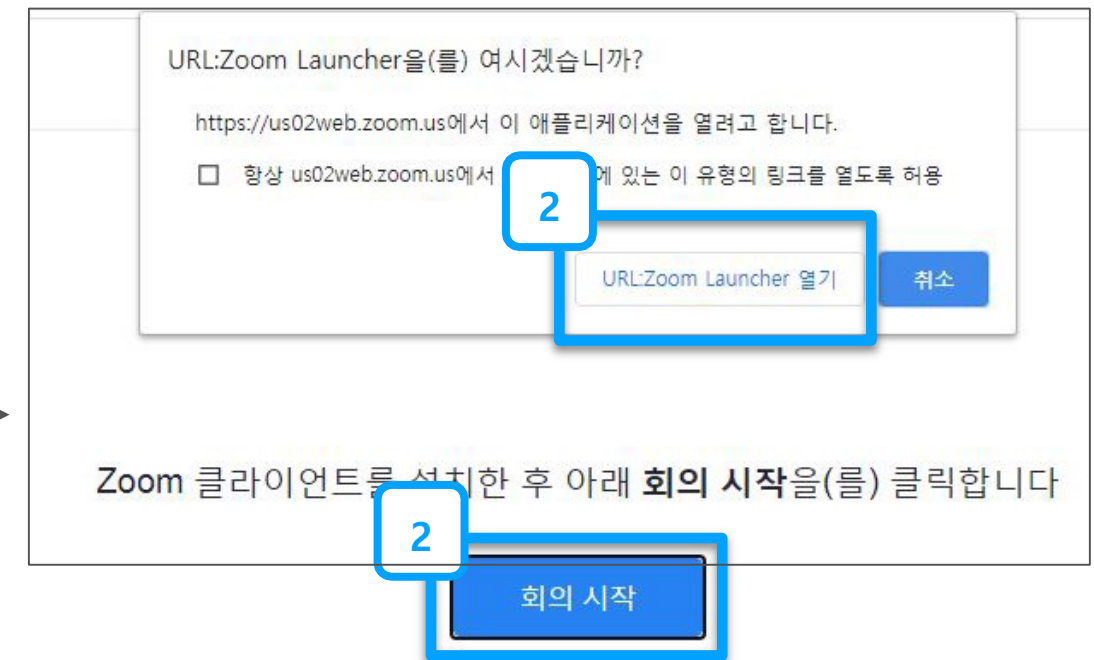 URL:Zoom Launcher을(를) 여시겠습니까?
https://us02web.zoom.us에서 이 애플리케이션을 열려고 합니다.
항상 us02web.zoom.us에서 있는 이 유형의 링크를 열도록 허용
2
URL:Zoom Launcher 열기
취소
Zoom 클라이언트를 설치한 후 아래 회의 시작을(를) 클릭합니다
2
회의 시작